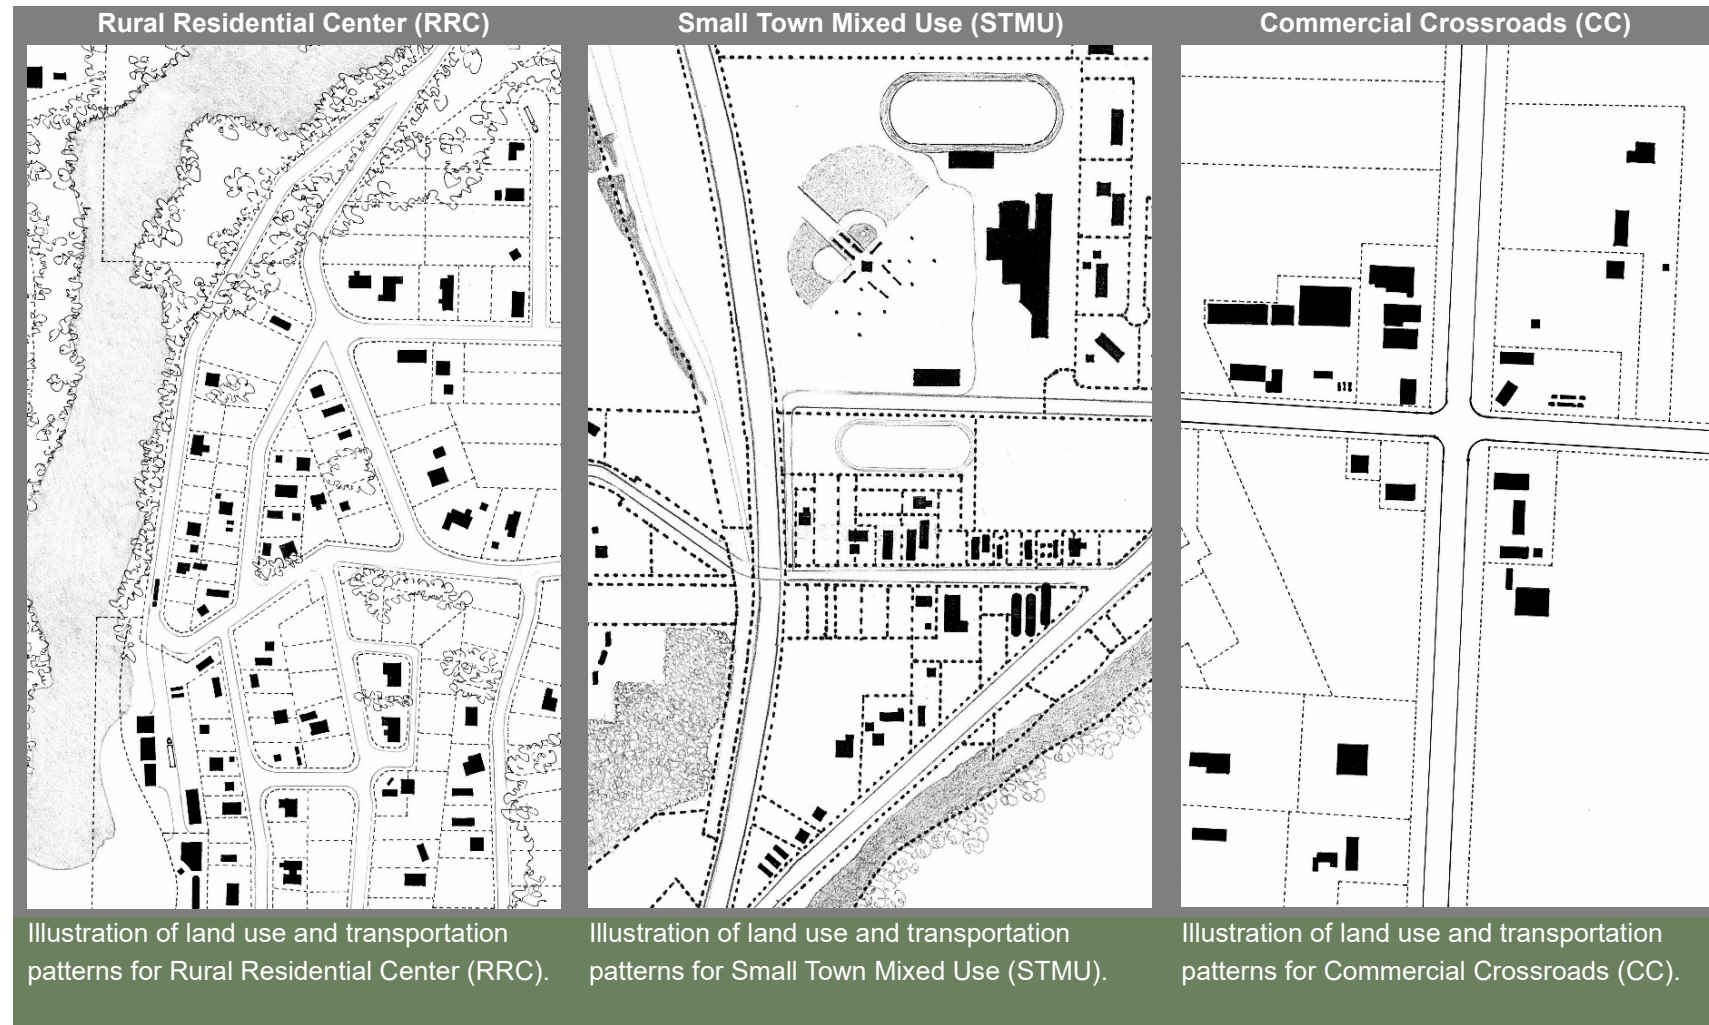 Rural Residential Center (RRC)
Small Town Mixed Use (STMU)
Commercial Crossroads (CC)
Illustration of land use and transportation
patterns for Rural Residential Center (RRC).
Illustration of land use and transportation
patterns for Small Town Mixed Use (STMU).
Illustration of land use and transportation
patterns for Commercial Crossroads (CC).